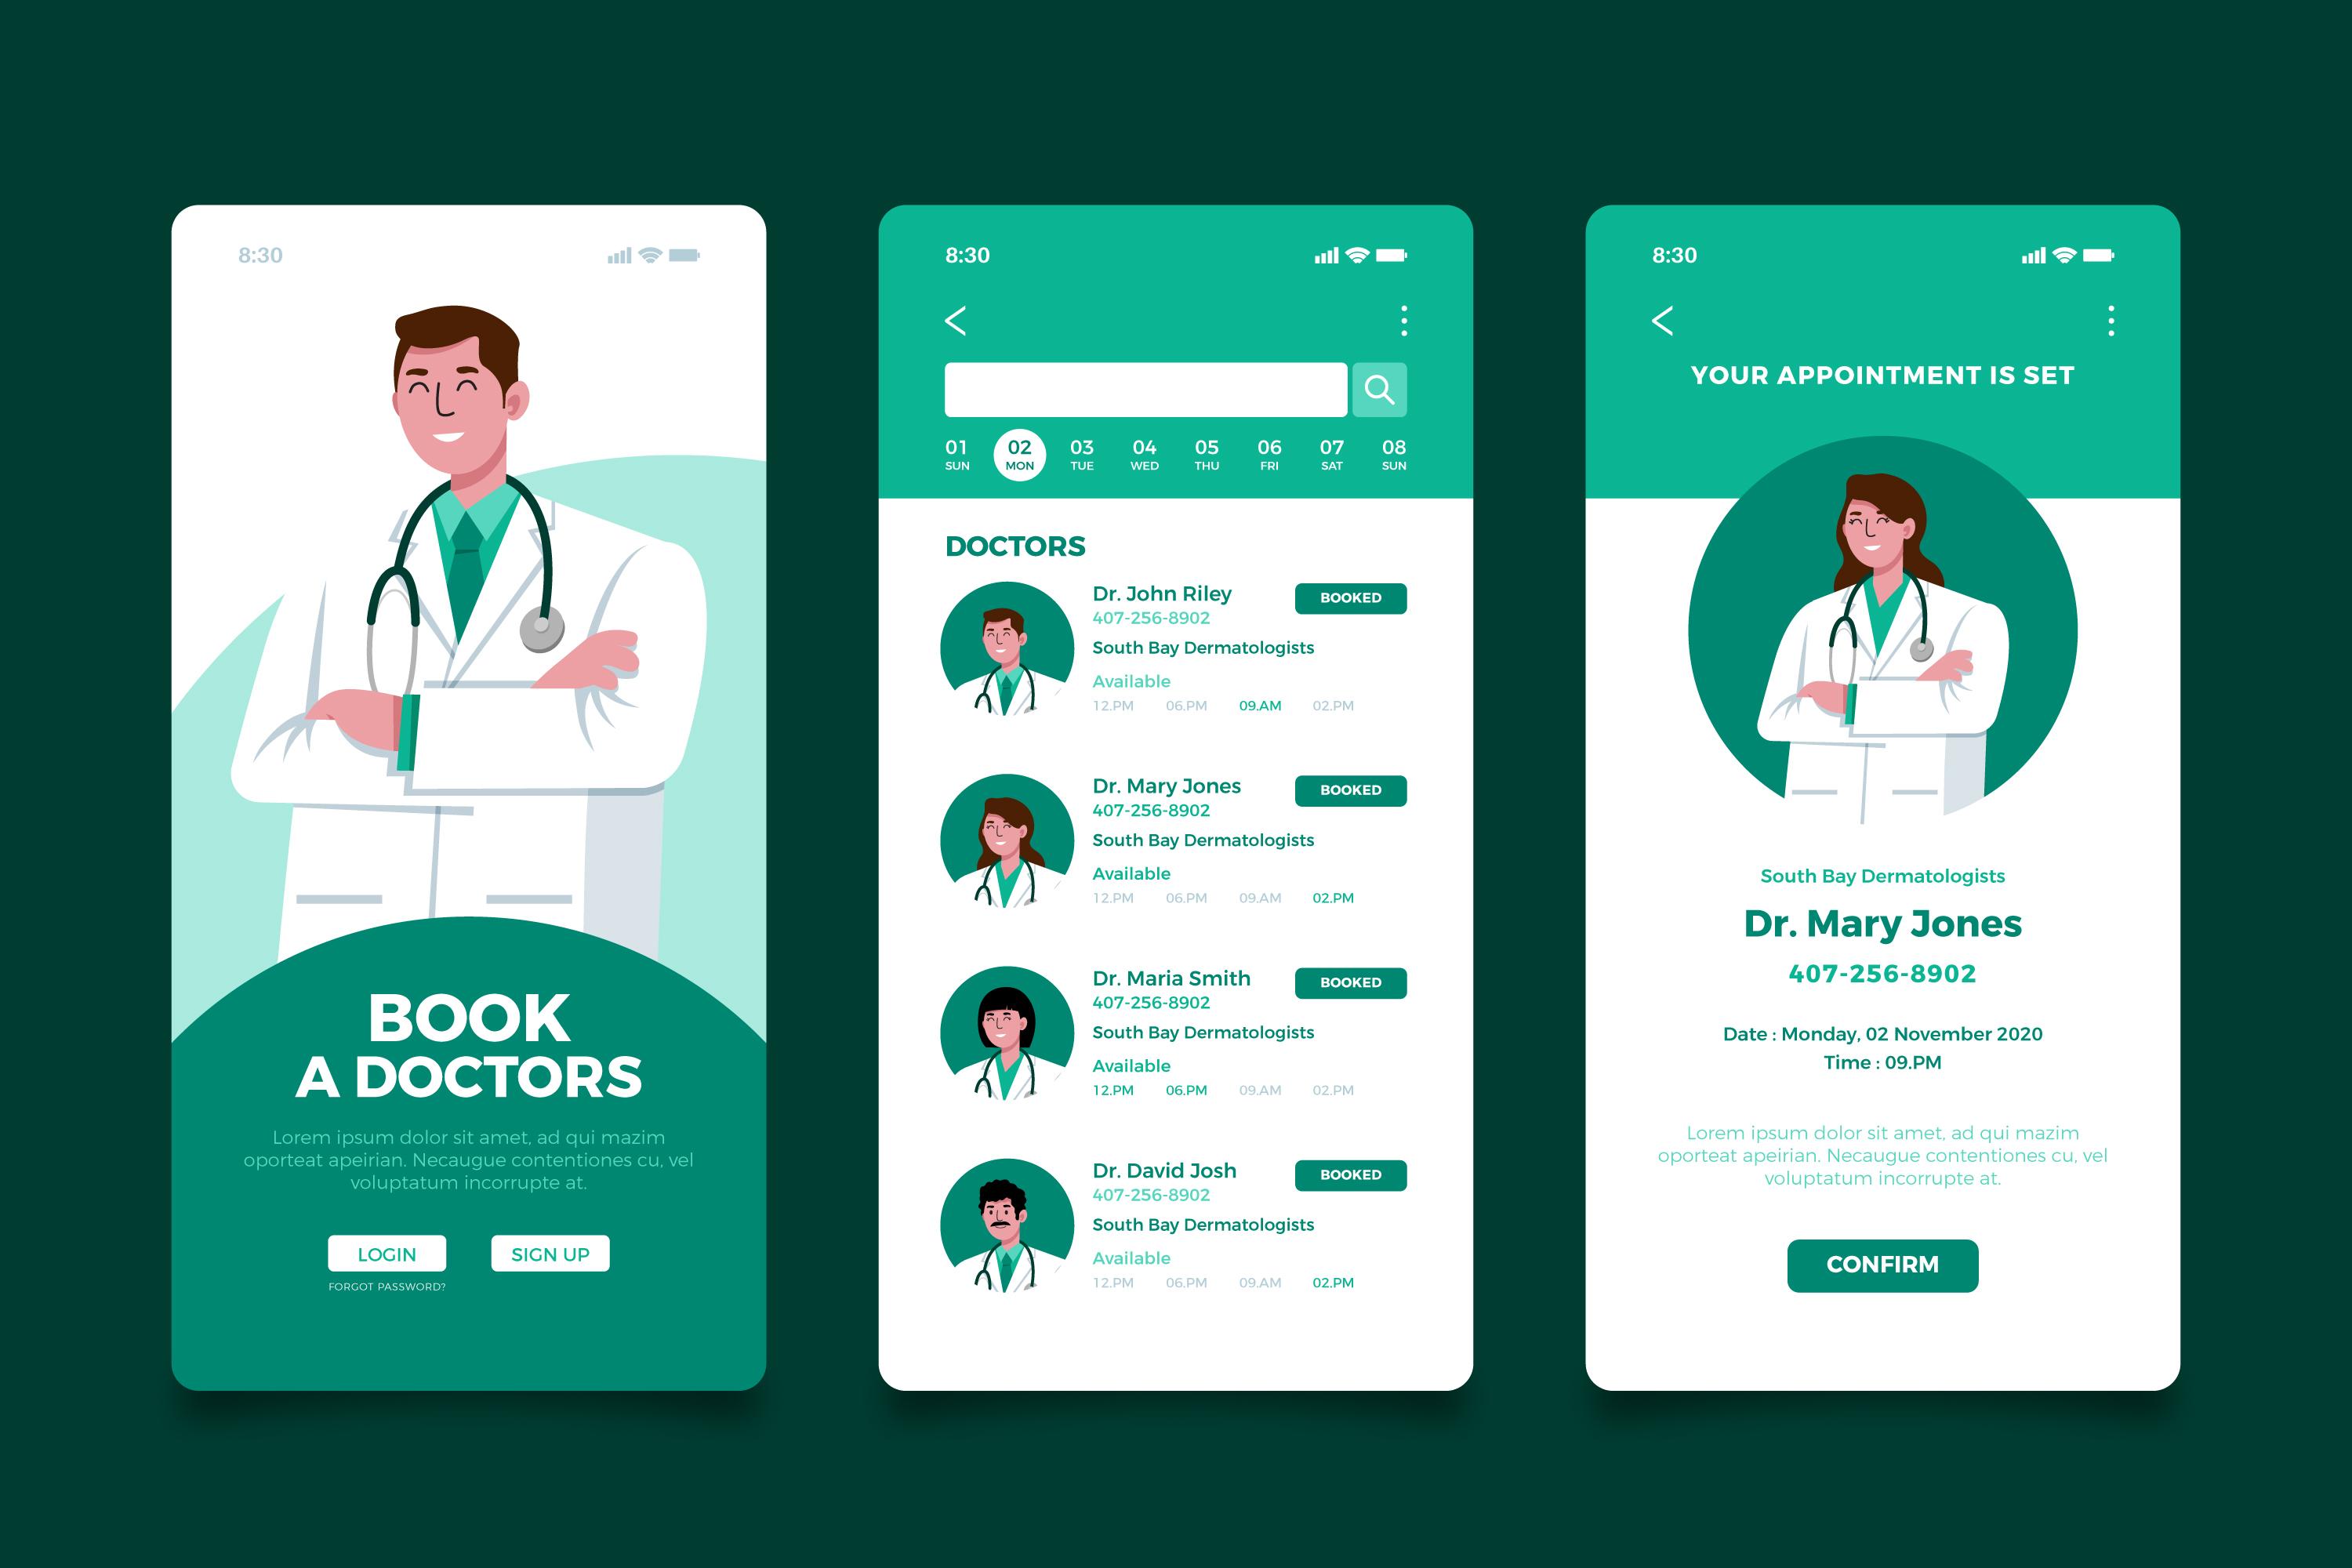 8:30
BOOK
A DOCTORS
Lorem ipsum dolor sit amet, ad qui mazim
oporteat apeirian. Necaugue contentiones cu, vel
voluptatum incorrupte at.
LOGIN SIGN UP
FORGOT PASSWORD?
8:30
01 02 03 04 05 06 07 08
SUN MON TUE WED THU FRI SAT SUN
DOCTORS
Dr. John Riley BOOKED
407-256-8902
South Bay Dermatologists
Available
12.PM 06.PM 09.AM 02.PM
Dr. Mary Jones BOOKED
407-256-8902
South Bay Dermatologists
Available
12.PM 06.PM 09.AM 02.PM
Dr. Maria Smith BOOKED
407-256-8902
South Bay Dermatologists
Available
12.PM 06.PM 09.AM 02.PM
Dr. David Josh BOOKED
407-256-8902
South Bay Dermatologists
Available
12.PM 06.PM 09.AM 02.PM
8:30
YOUR APPOINTMENT IS SET
South Bay Dermatologists
Dr. Mary Jones
407-256-8902
Date : Monday, 02 November 2020
Time : 09.PM
Lorem ipsum dolor sit amet, ad qui mazim
oporteat apeirian. Necaugue contentiones cu, vel
voluptatum incorrupte at.
CONFIRM